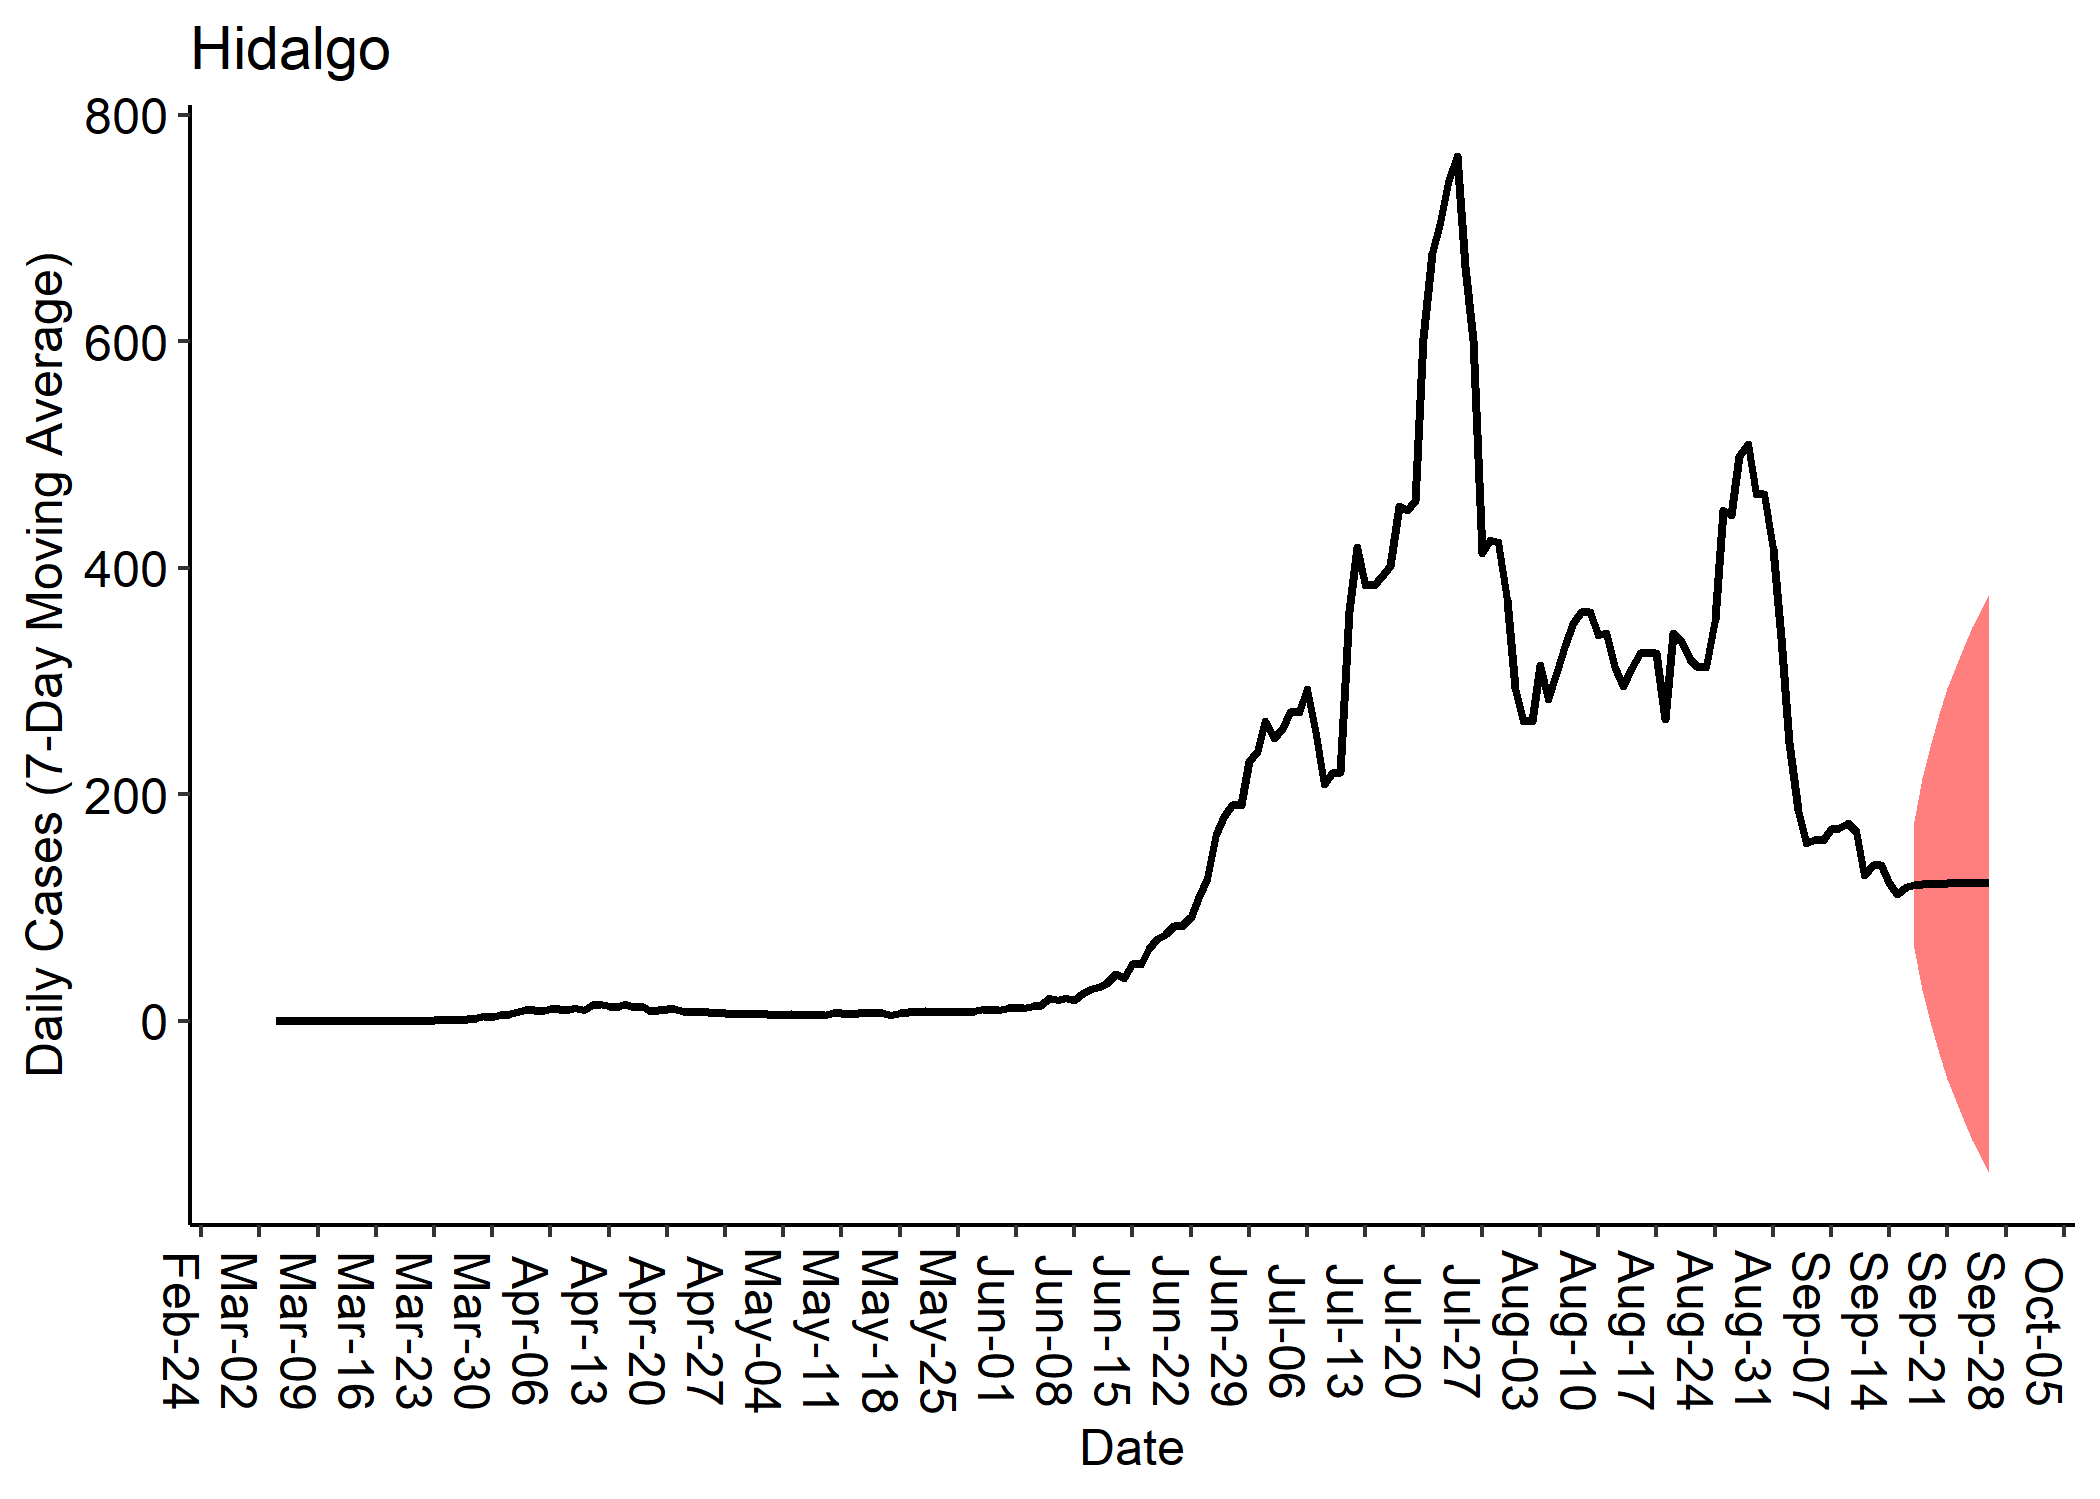 Hidalgo
Daily Cases (7-Day Moving Average)
800
600
400
200
0
Feb-24
Mar-02
Mar-09
Mar-16
Mar-23
Mar-30
Apr-06
Apr-13
Apr-20
Apr-27
May-04
May-11
May-18
May-25
Jun-01
Jun-08
Jun-15
Jun-22
Jun-29
Jul-06
Jul-13
Jul-20
Jul-27
Aug-03
Aug-10
Aug-17
Aug-24
Aug-31
Sep-07
Sep-14
Sep-21
Sep-28
Oct-05
Date